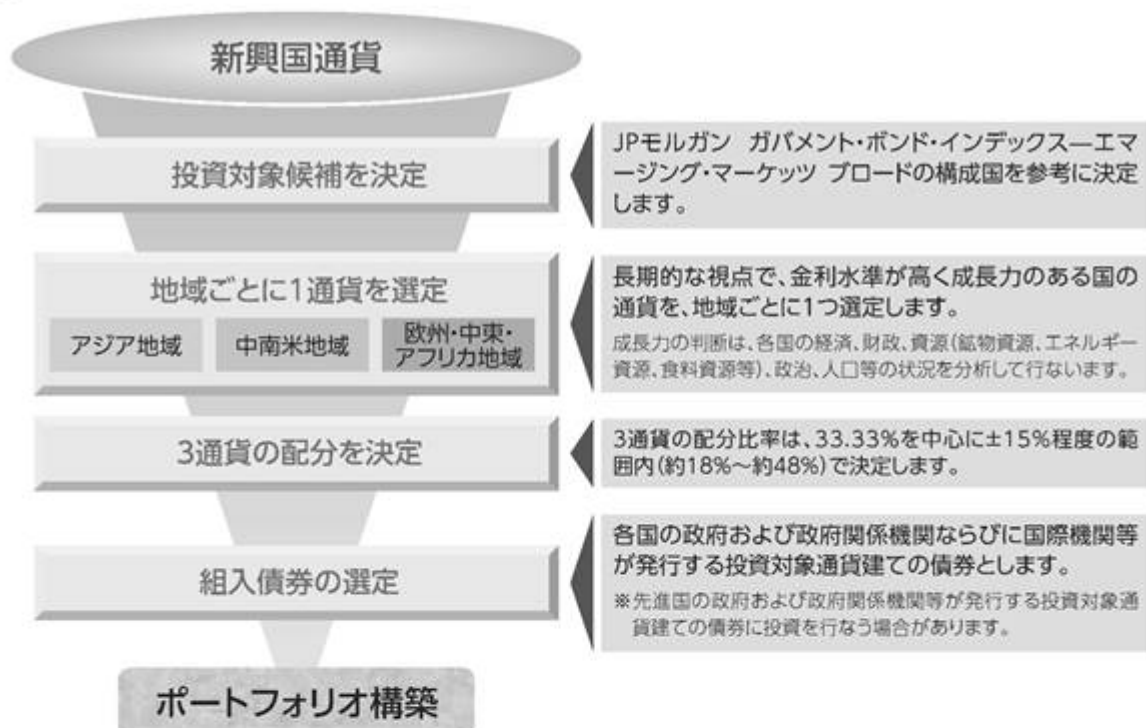 新興国通貨
投資対象候補を決定
JPモルガン ガバメント・ボンド・インデックス―エマ
ージング・マーケッツ ブロードの構成国を参考に決定
します。
地域ごとに1通貨を選定
アジア地域
中南米地域
欧州・中東・
アフリカ地域
長期的な視点で、金利水準が高く成長力のある国の
通貨を、地域ごとに1つ選定します。
成長力の判断は、各国の経済、財政、資源(鉱物資源、エネルギー
資源、食料資源等)、政治、人口等の状況を分析して行ないます。
3通貨の配分を決定
3通貨の配分比率は、33.33%を中心に±15%程度の範
囲内(約18%～約48%)で決定します。
組入債券の選定
各国の政府および政府関係機関ならびに国際機関等
が発行する投資対象通貨建ての債券とします。
※先進国の政府および政府関係機関等が発行する投資対象通
貨建ての債券に投資を行なう場合があります。
ポートフォリオ構築